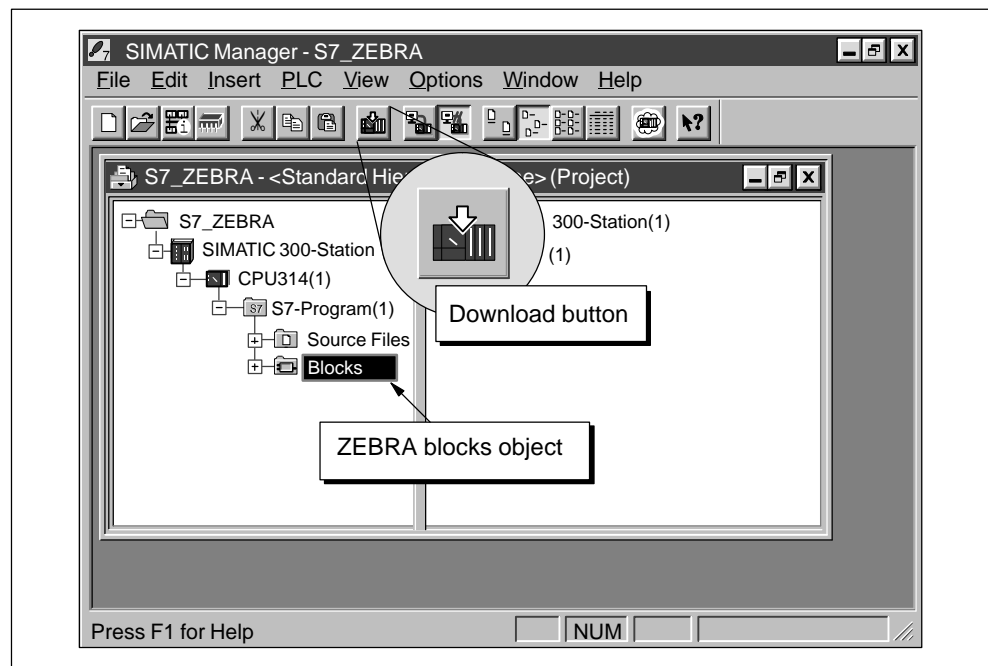 SIMATIC Manager - S7_ZEBRA
File Edit Insert PLC View Options Window Help
S7_ZEBRA - <Standard Hie e> (Project)
S7_ZEBRA
SIMATIC 300-Station
CPU314(1)
S7 S7-Program(1)
Source Files
Blocks
300-Station(1)
(1)
Download button
ZEBRA blocks object
Press F1 for Help
NUM